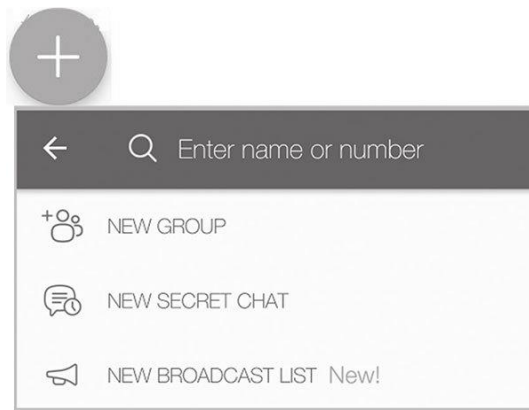 Enter name or number
NEW GROUP
NEW SECRET CHAT
NEW BROADCAST LIST New!